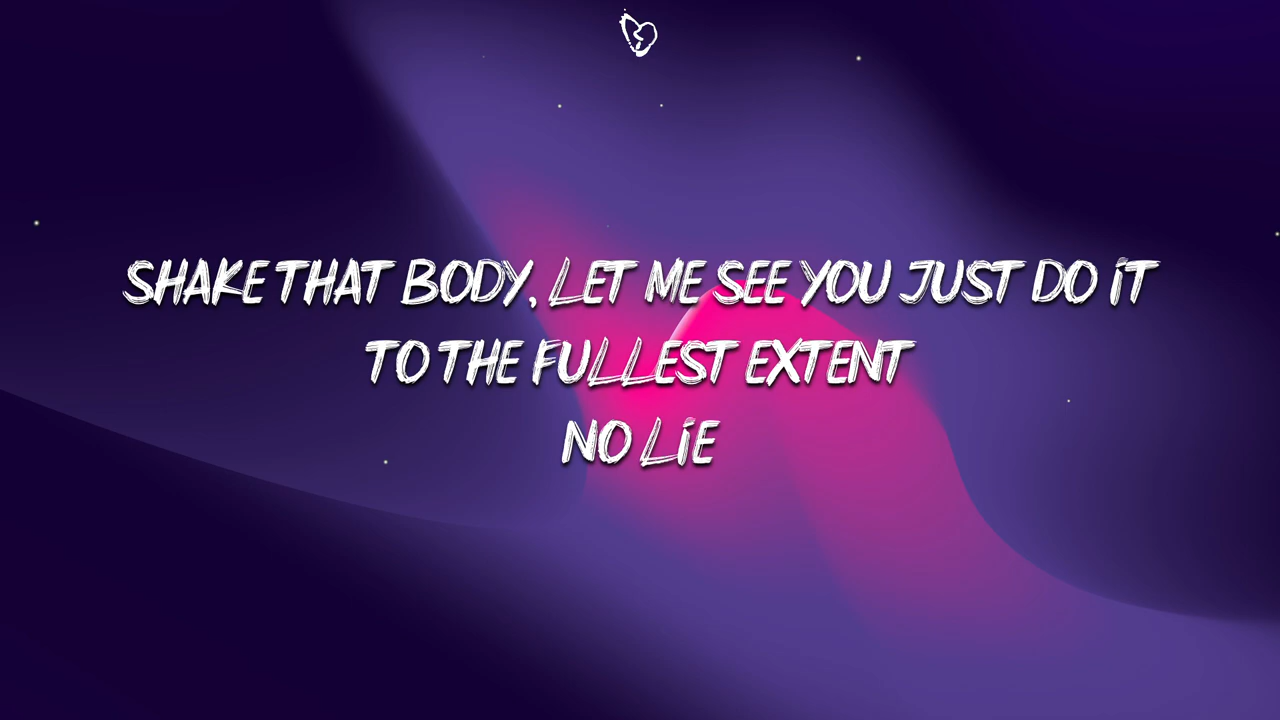 SHAKE THAT BODY, LET ME SEE YOU JUST DO IT
TO THE FULLEST EXTENT
NO LIE